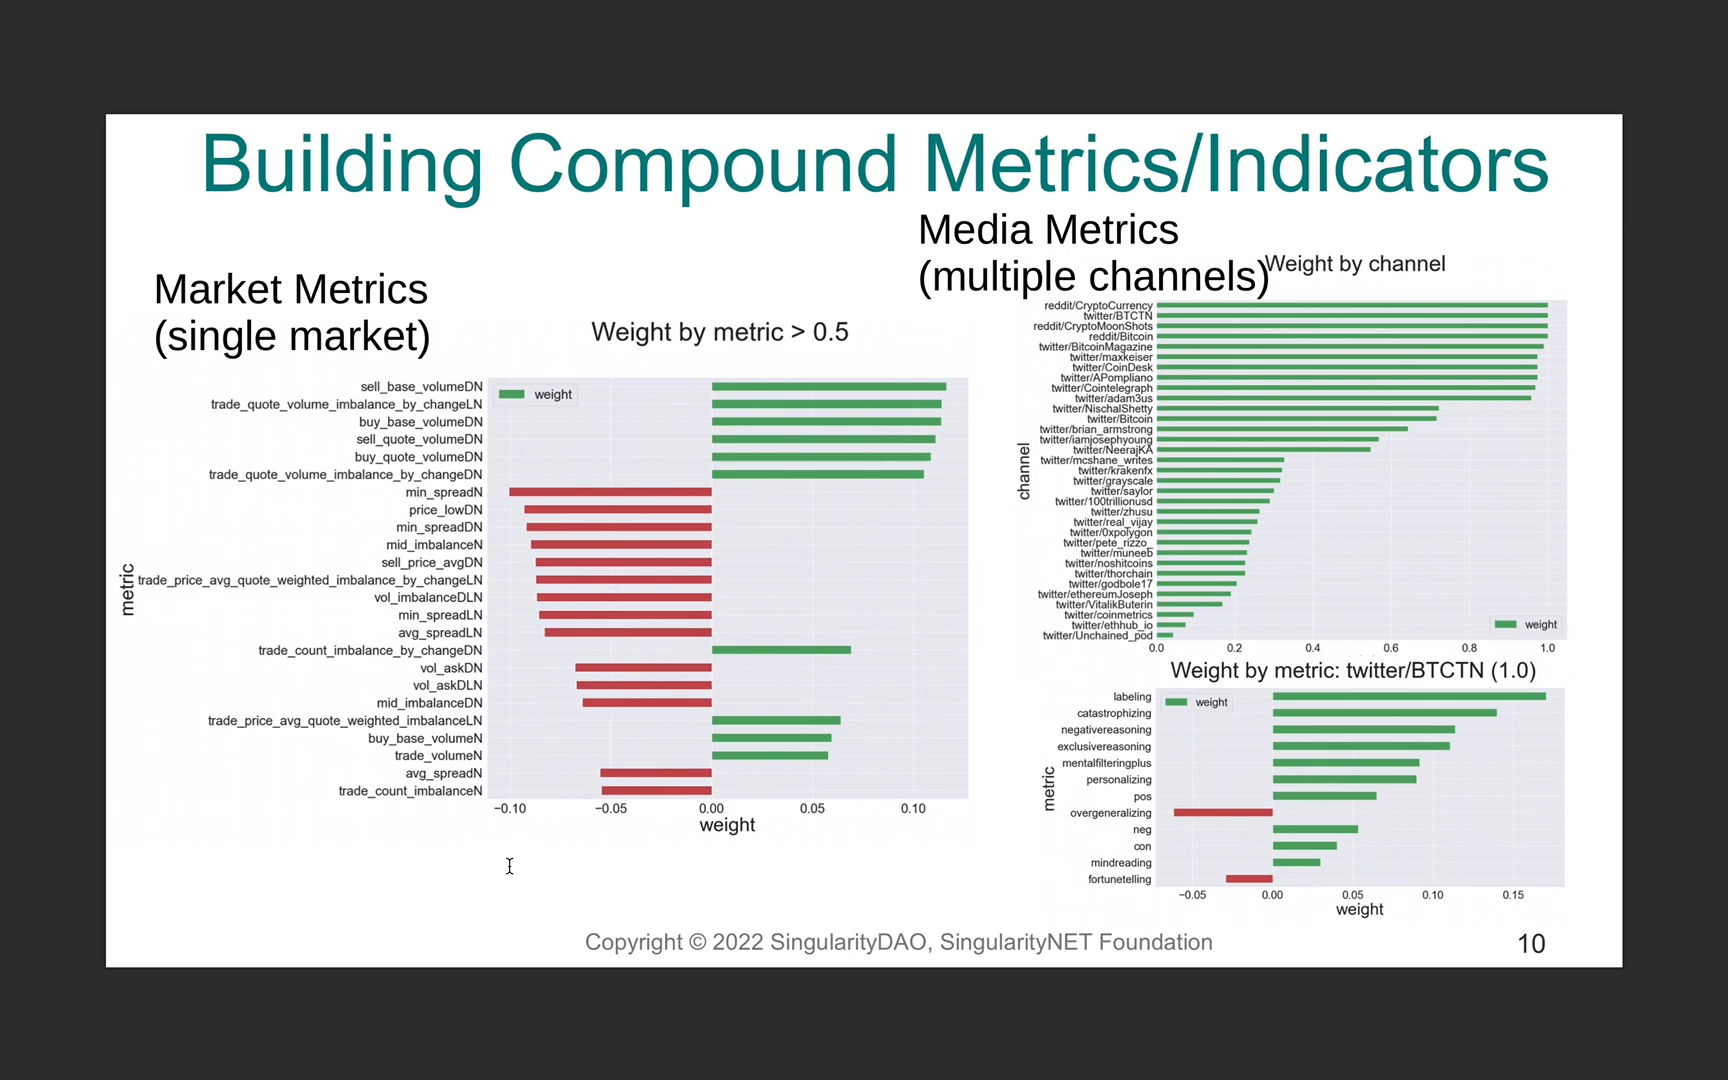 Building Compound Metrics/Indicators
Market Metrics
(single market)
Media Metrics
(multiple channels)
Weight by metric > 0.5
weight
metric
sell_base_volumeDN
trade_quote_volume_imbalance_by_changeLN
buy_base_volumeDN
sell_quote_volumeDN
buy_quote_volumeDN
trade_quote_volume_imbalance_by_changeDN
min_spreadN
price_lowDN
min_spreadDN
mid_imbalanceN
sell_price_avgDN
trade_price_avg_quote_weighted_imbalance_by_changeLN
vol_imbalanceDLN
min_spreadLN
avg_spreadLN
trade_count_imbalance_by_changeDN
vol_askDN
vol_askDLN
mid_imbalanceDN
trade_price_avg_quote_weighted_imbalanceLN
buy_base_volumeN
trade_volumeN
avg_spreadN
trade_count_imbalanceN
−0.10 −0.05 0.00 0.05 0.10
weight
Weight by channel
channel
reddit/CryptoCurrency
twitter/BTCTN
reddit/CryptoMoonShots
reddit/Bitcoin
twitter/BitcoinMagazine
twitter/maxkeiser
twitter/CoinDesk
twitter/APompliano
twitter/Cointelegraph
twitter/adam3us
twitter/NischalShetty
twitter/Bitcoin
twitter/brian_armstrong
twitter/iamjosephyoung
twitter/NeerajKA
twitter/mcshane_writes
twitter/krakenfx
twitter/grayscale
twitter/saylor
twitter/100trillionusd
twitter/zhusu
twitter/real_vijay
twitter/0xpolygon
twitter/pete_rizzo_
twitter/muneeb
twitter/noshitcoins
twitter/thorchain
twitter/godbole17
twitter/ethereumJoseph
twitter/VitalikButerin
twitter/coinmetrics
twitter/ethhub_io
twitter/Unchained_pod
weight
0.0 0.2 0.4 0.6 0.8 1.0
Weight by metric: twitter/BTCTN (1.0)
weight
metric
labeling
catastrophizing
negativereasoning
exclusivereasoning
mentalfilteringplus
personalizing
pos
overgeneralizing
neg
con
mindreading
fortunetelling
−0.05 0.00 0.05 0.10 0.15
weight
Copyright © 2022 SingularityDAO, SingularityNET Foundation
10